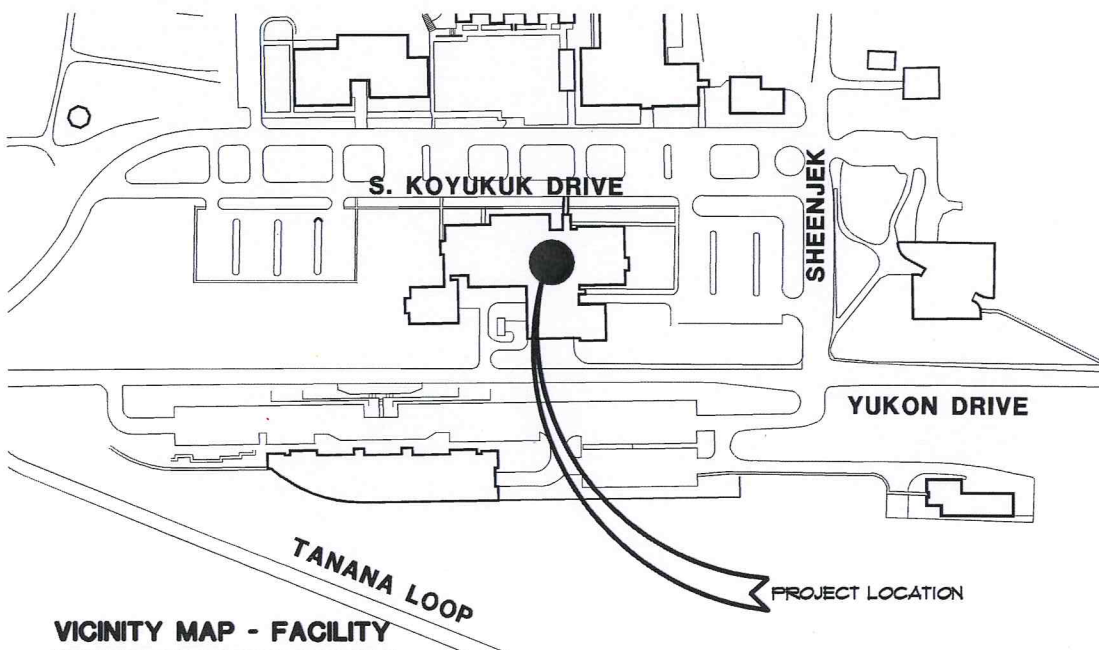 S. KOYUKUK DRIVE
SHEENJEK
YUKON DRIVE
TANANA LOOP
PROJECT LOCATION
VICINITY MAP - FACILITY